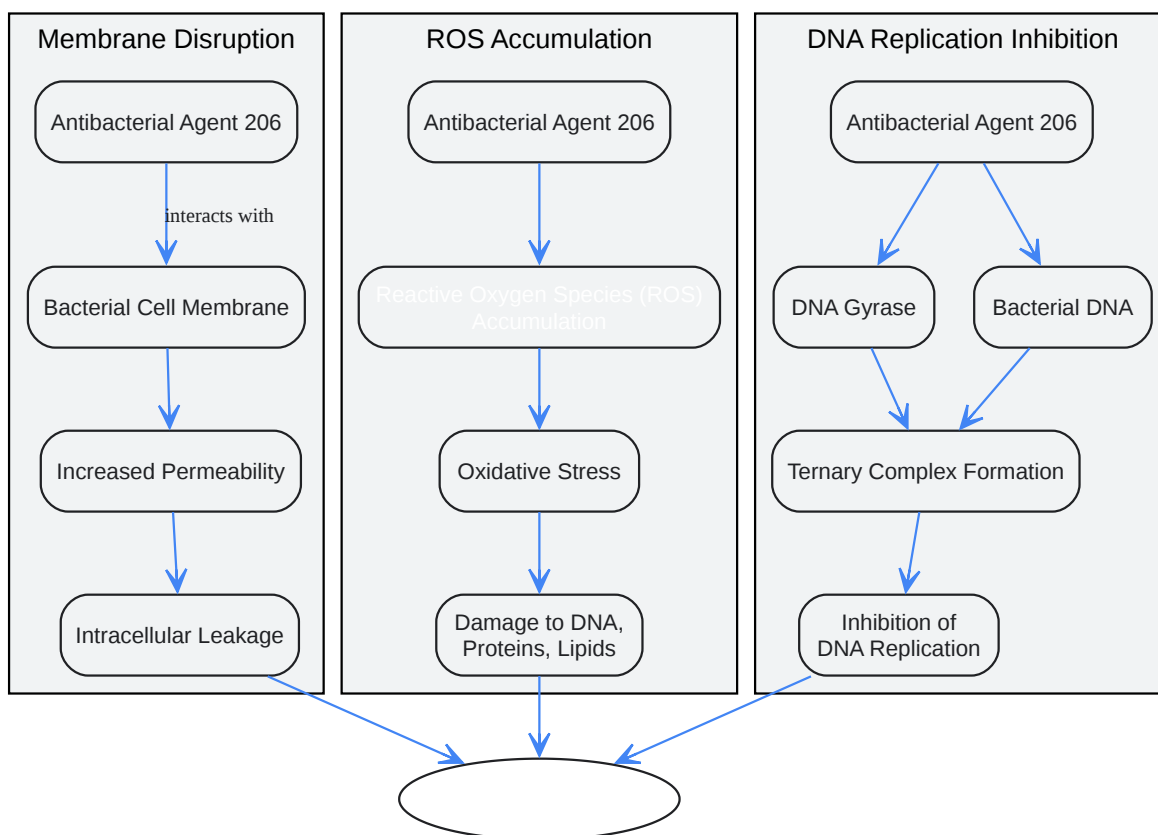 Membrane Disruption
Antibacterial Agent 206
interacts with
Bacterial Cell Membrane
Increased Permeability
Intracellular Leakage
ROS Accumulation
Antibacterial Agent 206
Reactive Oxygen Species (ROS)
Accumulation
Oxidative Stress
Damage to DNA,
Proteins, Lipids
DNA Replication Inhibition
Antibacterial Agent 206
DNA Gyrase
Bacterial DNA
Ternary Complex Formation
Inhibition of
DNA Replication